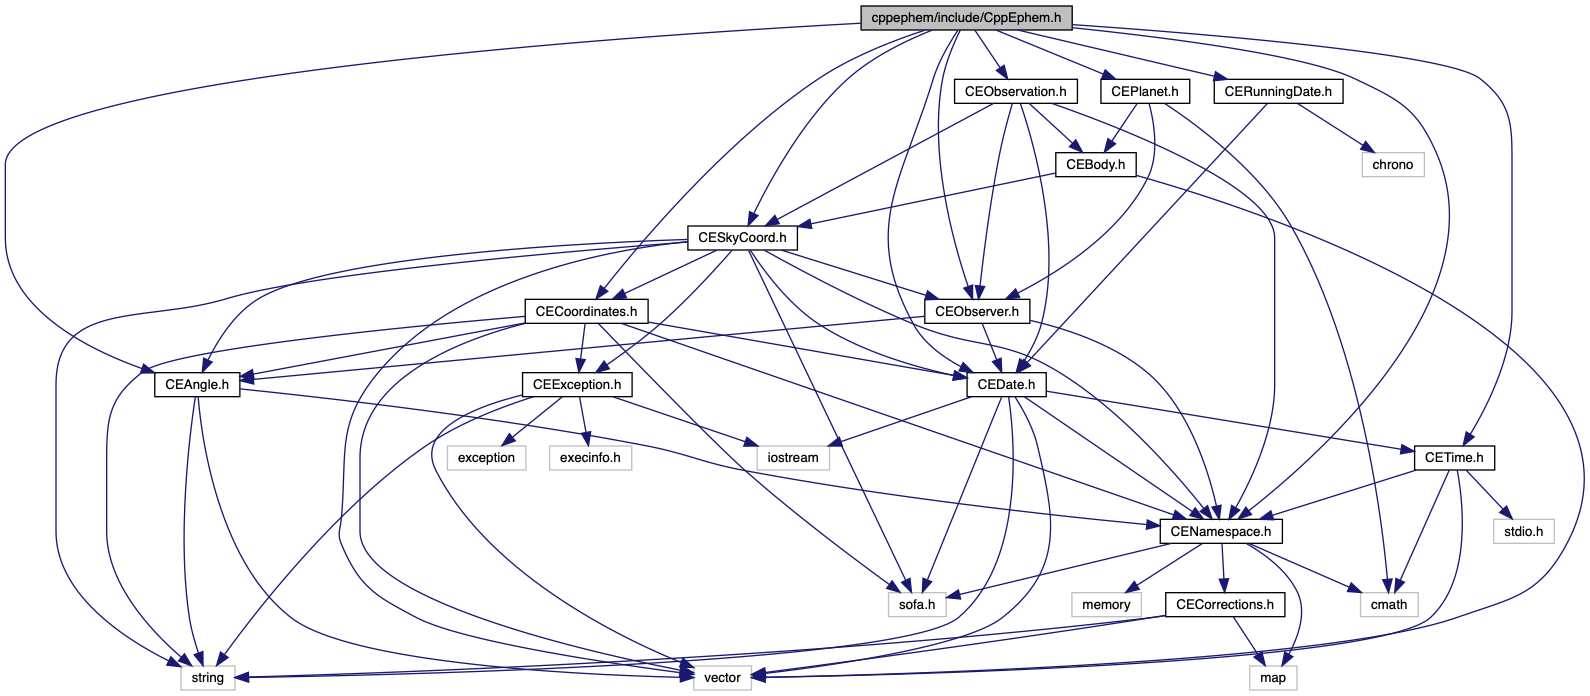 cppephem/include/CppEphem.h
CEObservation.h
CEPlanet.h
CERunningDate.h
CEBody.h
chrono
CESkyCoord.h
CECoordinates.h
CEObserver.h
CEAngle.h
CEException.h
CEDate.h
exception
execinfo.h
iostream
CETime.h
CENamespace.h
stdio.h
sofa.h
memory
CECorrections.h
cmath
string
vector
map